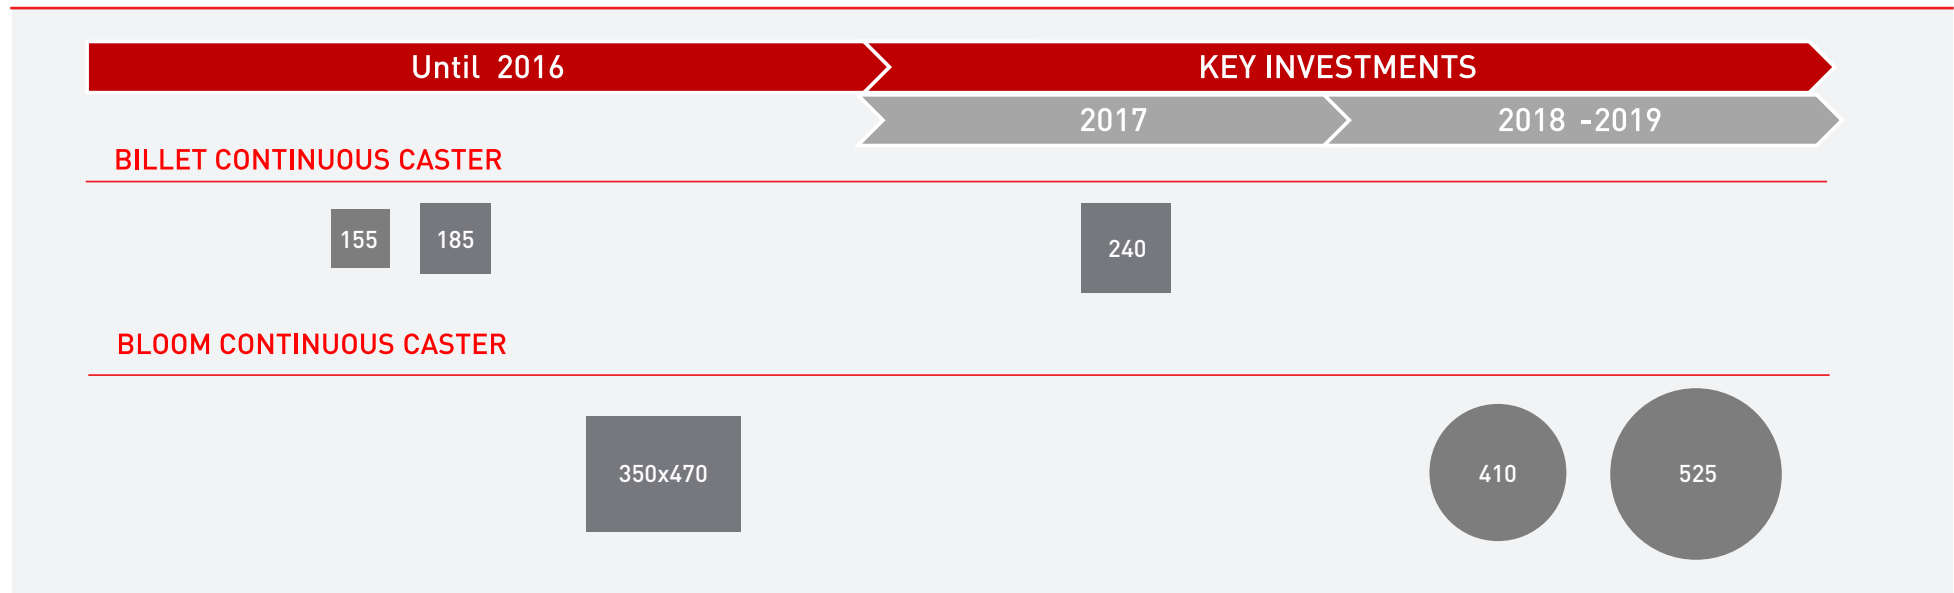 Until 2016
KEY INVESTMENTS
2017
2018 -2019
BILLET CONTINUOUS CASTER
155
185
240
BLOOM CONTINUOUS CASTER
350x470
410
525